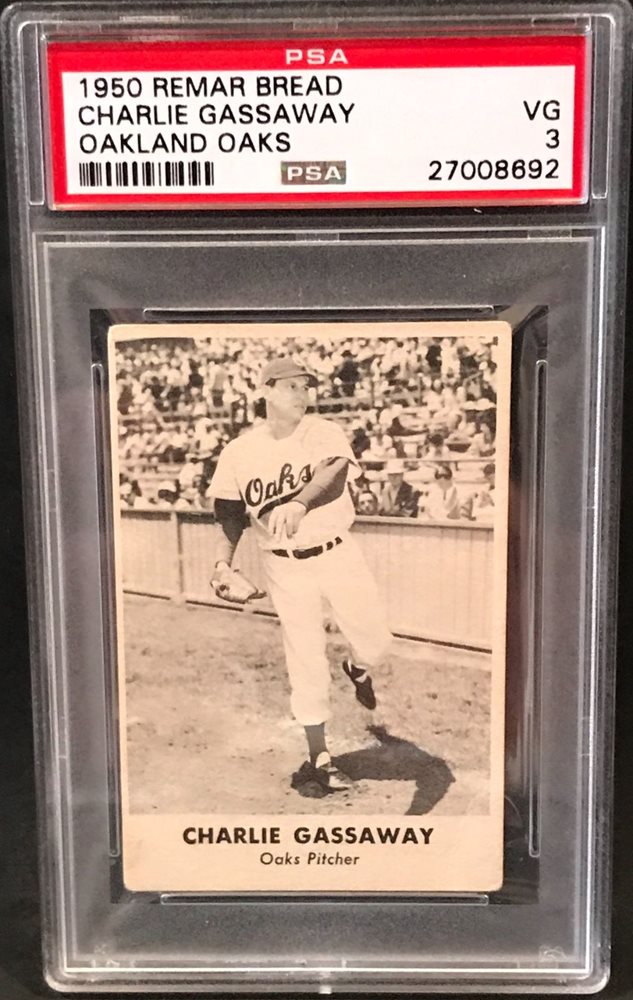 PSA
1950 REMAR BREAD
CHARLIE GASSAWAY VG
OAKLAND OAKS 3
PSA 27008692
Oaks
CHARLIE GASSAWAY
Oaks Pitcher